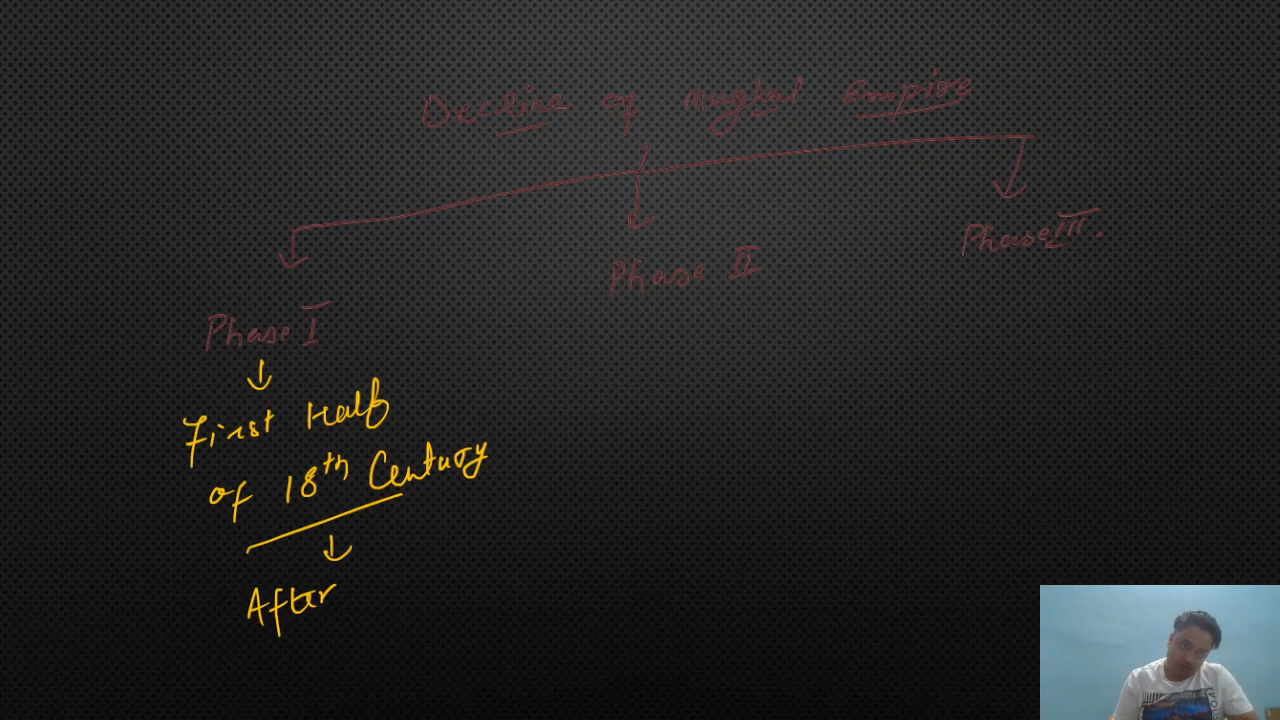 Decline of Mughal Empire
Phase I
Phase II
Phase III.
First Half
of 18th Century
After